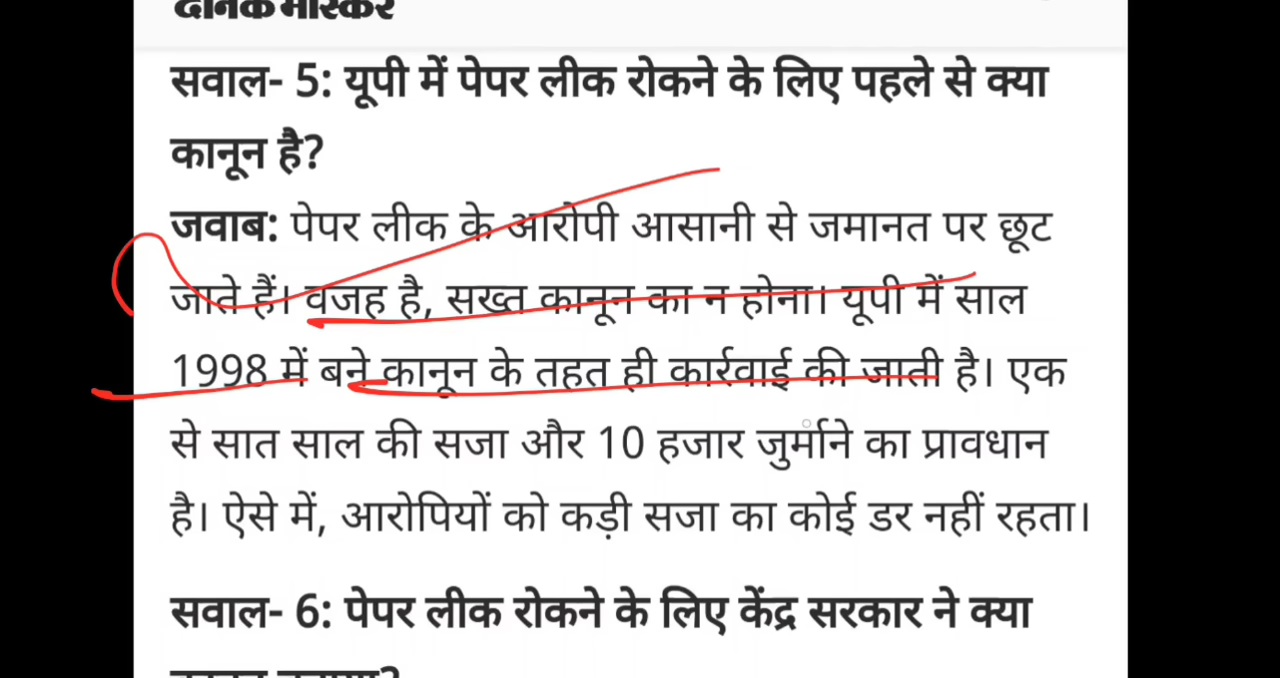 दैनिक भास्कर
सवाल- 5: यूपी में पेपर लीक रोकने के लिए पहले से क्या
कानून है?
जवाब: पेपर लीक के आरोपी आसानी से जमानत पर छूट
जाते हैं। वजह है, सख्त कानून का न होना। यूपी में साल
1998 में बने कानून के तहत ही कार्रवाई की जाती है। एक
से सात साल की सजा और 10 हजार जुर्माने का प्रावधान
है। ऐसे में, आरोपियों को कड़ी सजा का कोई डर नहीं रहता।
सवाल- 6: पेपर लीक रोकने के लिए केंद्र सरकार ने क्या